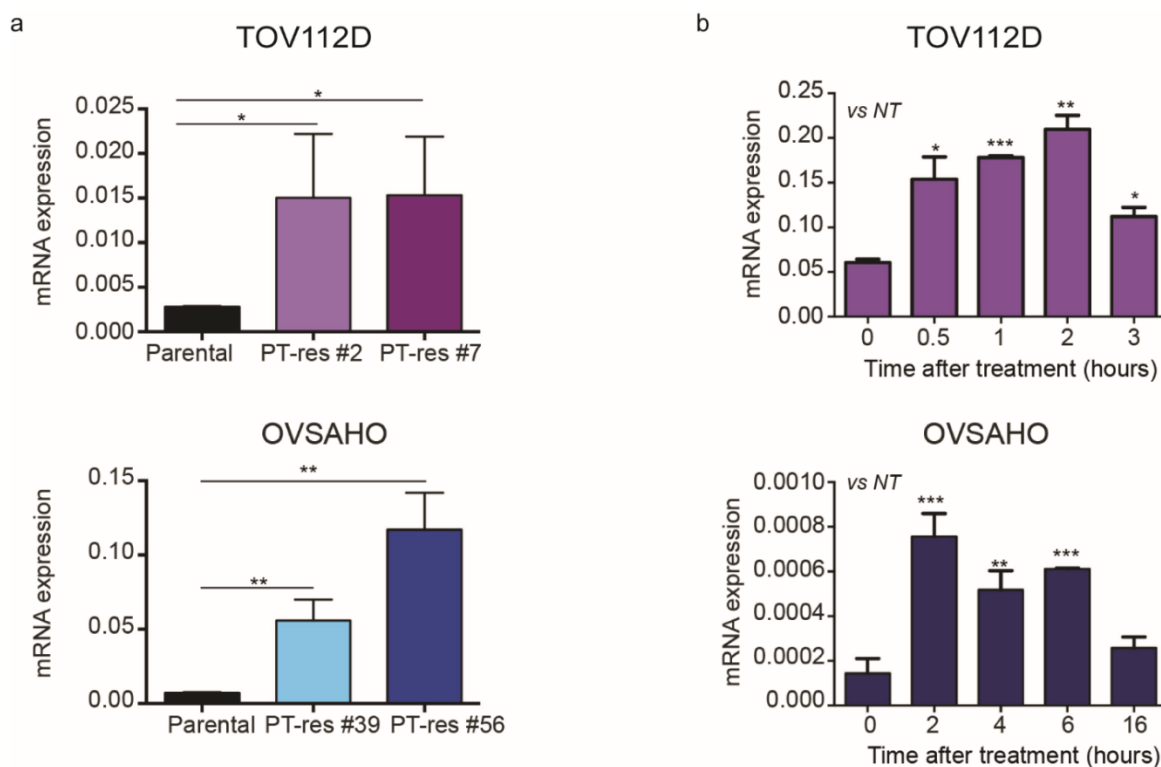 a
TOV112D
mRNA expression
0.025
0.020
0.015
0.010
0.005
0.000
*
*
Parental PT-res #2 PT-res #7
OVSAHO
mRNA expression
0.15
0.10
0.05
0.00
**
**
Parental PT-res #39 PT-res #56
b
TOV112D
mRNA expression
0.25
0.20
0.15
0.10
0.05
0.00
vs NT
* *** ** *
0 0.5 1 2 3
Time after treatment (hours)
OVSAHO
mRNA expression
0.0010
0.0008
0.0006
0.0004
0.0002
0.000
vs NT
*** ** ***
0 2 4 6 16
Time after treatment (hours)